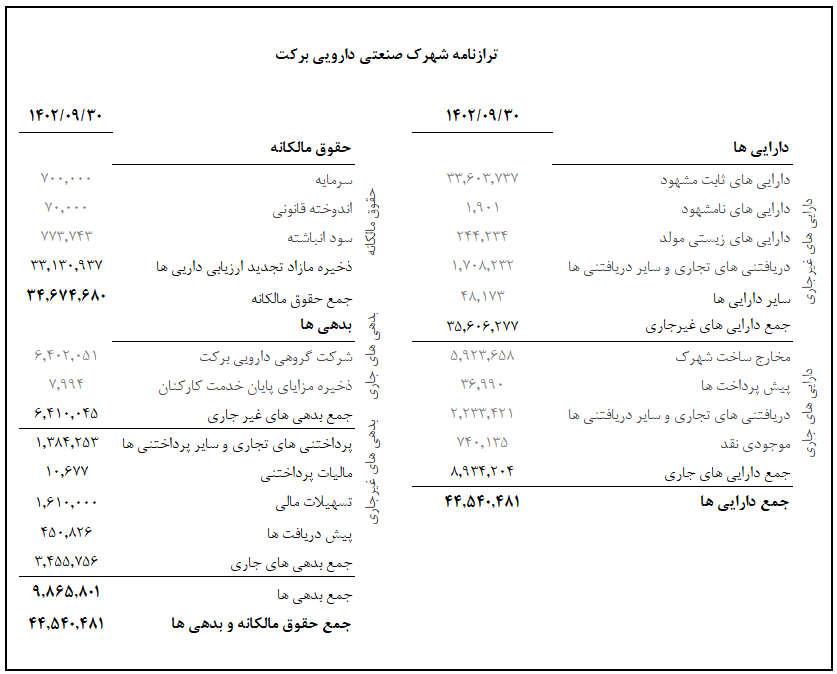 ترازنامه شهرک صنعتی دارویی برکت
۱۴۰۲/۰۹/۳۰
دارایی ها
دارایی های غیرجاری
دارایی های ثابت مشهود ۳۳,۶۰۳,۷۳۷
دارایی های نامشهود ۱,۹۰۱
دارایی های زیستی مولد ۲۴۴,۲۳۴
دریافتنی های تجاری و سایر دریافتنی ها ۱,۷۰۸,۲۳۲
سایر دارایی ها ۴۸,۱۷۳
جمع دارایی های غیرجاری ۳۵,۶۰۶,۲۷۷
دارایی های جاری
مخارج ساخت شهرک ۵,۹۲۳,۶۵۸
پیش پرداخت ها ۳۶,۹۹۰
دریافتنی های تجاری و سایر دریافتنی ها ۲,۲۳۳,۴۲۱
موجودی نقد ۷۴۰,۱۳۵
جمع دارایی های جاری ۸,۹۳۴,۲۰۴
جمع دارایی ها ۴۴,۵۴۰,۴۸۱
۱۴۰۲/۰۹/۳۰
حقوق مالکانه
حقوق مالکانه
سرمایه ۷۰۰,۰۰۰
اندوخته قانونی ۷۰,۰۰۰
سود انباشته ۷۷۳,۷۴۳
ذخیره مازاد تجدید ارزیابی داریی ها ۳۳,۱۳۰,۹۳۷
جمع حقوق مالکانه ۳۴,۶۷۴,۶۸۰
بدهی ها
بدهی های جاری
شرکت گروهی دارویی برکت ۶,۴۰۲,۰۵۱
ذخیره مزایای پایان خدمت کارکنان ۷,۹۹۴
جمع بدهی های غیر جاری ۶,۴۱۰,۰۴۵
بدهی های غیرجاری
پرداختنی های تجاری و سایر پرداختنی ها ۱,۳۸۴,۲۵۳
مالیات پرداختنی ۱۰,۶۷۷
تسهیلات مالی ۱,۶۱۰,۰۰۰
پیش دریافت ها ۴۵۰,۸۲۶
جمع بدهی های جاری ۳,۴۵۵,۷۵۶
جمع بدهی ها ۹,۸۶۵,۸۰۱
جمع حقوق مالکانه و بدهی ها ۴۴,۵۴۰,۴۸۱